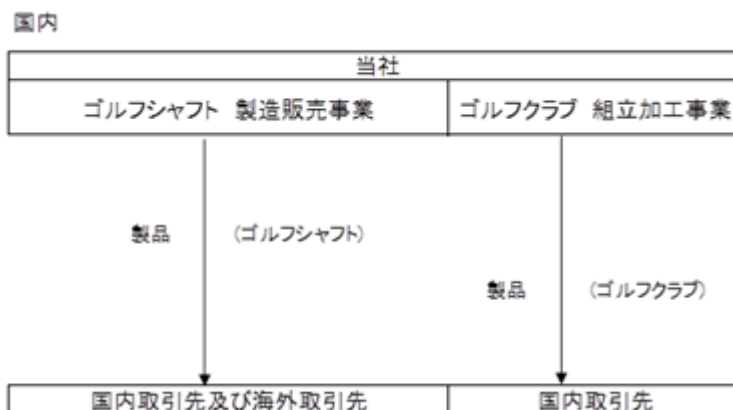 国内
当社
ゴルフシャフト 製造販売事業 ゴルフクラブ 組立加工事業
製品 (ゴルフシャフト)
製品 (ゴルフクラブ)
国内取引先及び海外取引先 国内取引先